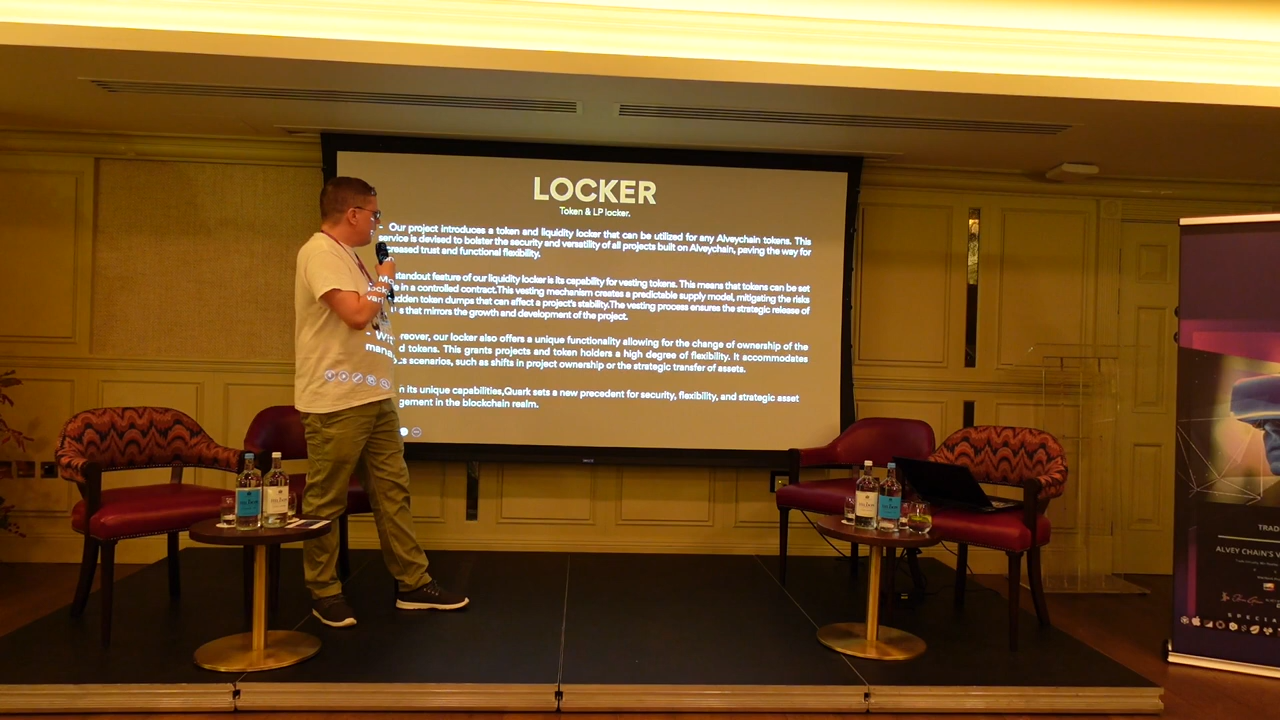 LOCKER
Token & LP locker.
- Our project introduces a token and liquidity locker that can be utilized for any Alveychain tokens. This
service is devised to bolster the security and versatility of all projects built on Alveychain, paving the way for
creased trust and functional flexibility.
standout feature of our liquidity locker is its capability for vesting tokens. This means that tokens can be set
in a controlled contract.This vesting mechanism creates a predictable supply model, mitigating the risks
udden token dumps that can affect a project's stability.The vesting process ensures the strategic release of
s that mirrors the growth and development of the project.
reover, our locker also offers a unique functionality allowing for the change of ownership of the
d tokens. This grants projects and token holders a high degree of flexibility. It accommodates
scenarios, such as shifts in project ownership or the strategic transfer of assets.
its unique capabilities,Quark sets a new precedent for security, flexibility, and strategic asset
gement in the blockchain realm.
TRAD
ALVEY CHAIN'S V
SPECIA